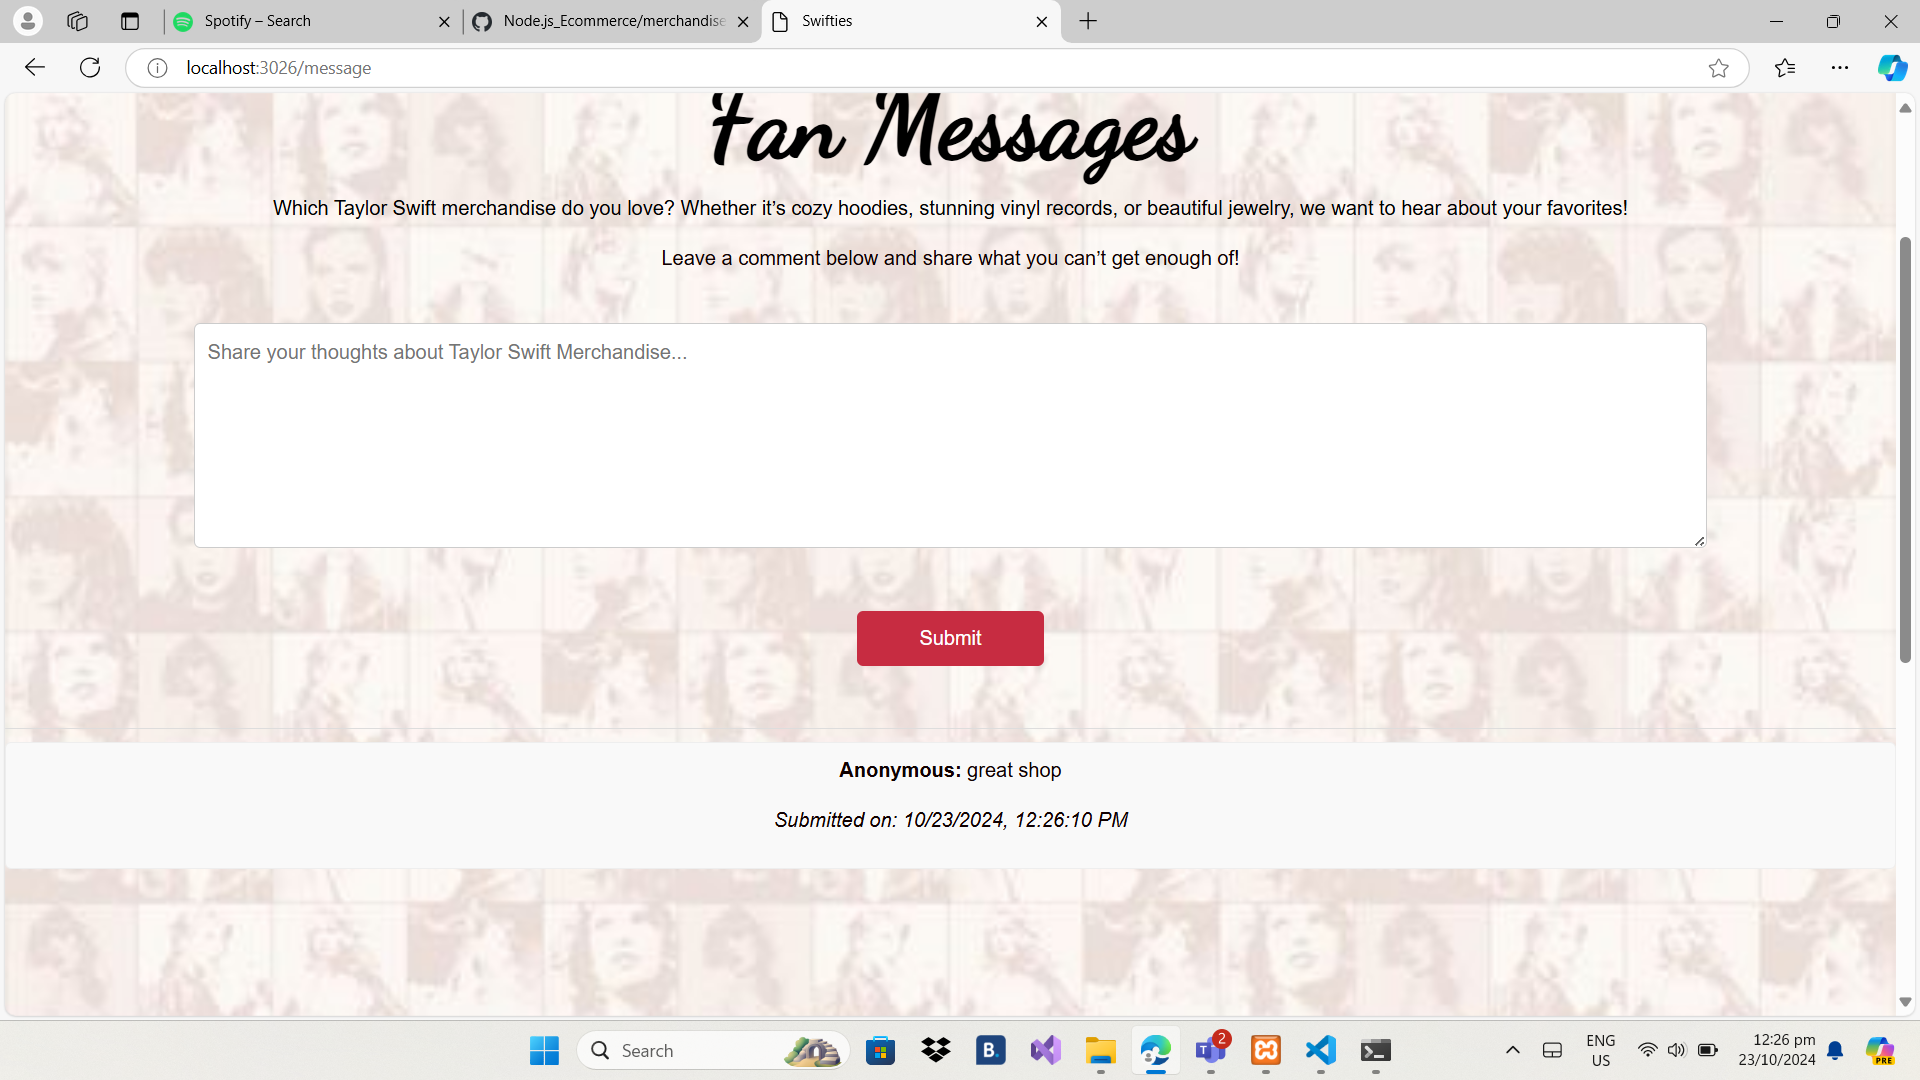 Spotify – Search
Node.js_Ecommerce/merchandise
Swifties
localhost:3026/message
Fan Messages
Which Taylor Swift merchandise do you love? Whether it’s cozy hoodies, stunning vinyl records, or beautiful jewelry, we want to hear about your favorites!
Leave a comment below and share what you can’t get enough of!
Share your thoughts about Taylor Swift Merchandise...
Submit
Anonymous: great shop
Submitted on: 10/23/2024, 12:26:10 PM
Search
B.
T
2
ENG
US
12:26 pm
23/10/2024
PRE